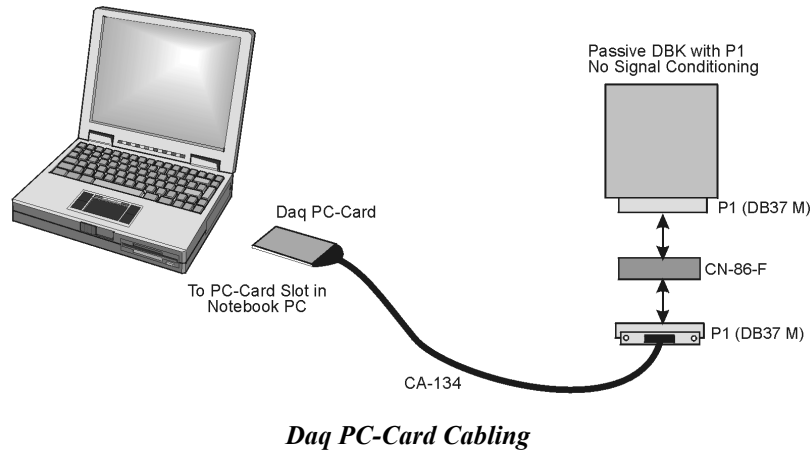 Passive DBK with P1
No Signal Conditioning
P1 (DB37 M)
Daq PC-Card
CN-86-F
To PC-Card Slot in
Notebook PC
P1 (DB37 M)
CA-134
Daq PC-Card Cabling